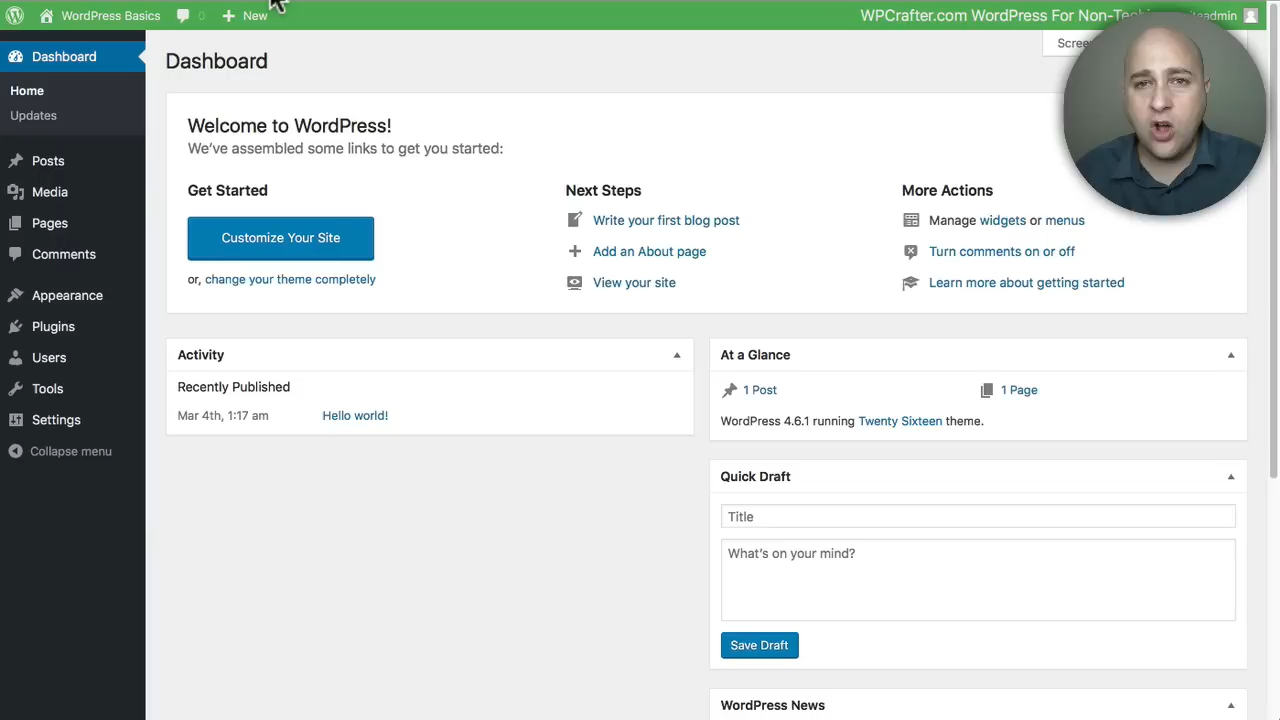 WordPress Basics 0 + New WPCrafter.com WordPress For Non-Tech
admin
Dashboard
Home
Updates
Posts
Media
Pages
Comments
Appearance
Plugins
Users
Tools
Settings
Collapse menu
Dashboard
Welcome to WordPress!
We've assembled some links to get you started:
Get Started
Customize Your Site
or, change your theme completely
Next Steps
Write your first blog post
Add an About page
View your site
More Actions
Manage widgets or menus
Turn comments on or off
Learn more about getting started
Activity
Recently Published
Mar 4th, 1:17 am Hello world!
At a Glance
1 Post 1 Page
WordPress 4.6.1 running Twenty Sixteen theme.
Quick Draft
Title
What's on your mind?
Save Draft
WordPress News